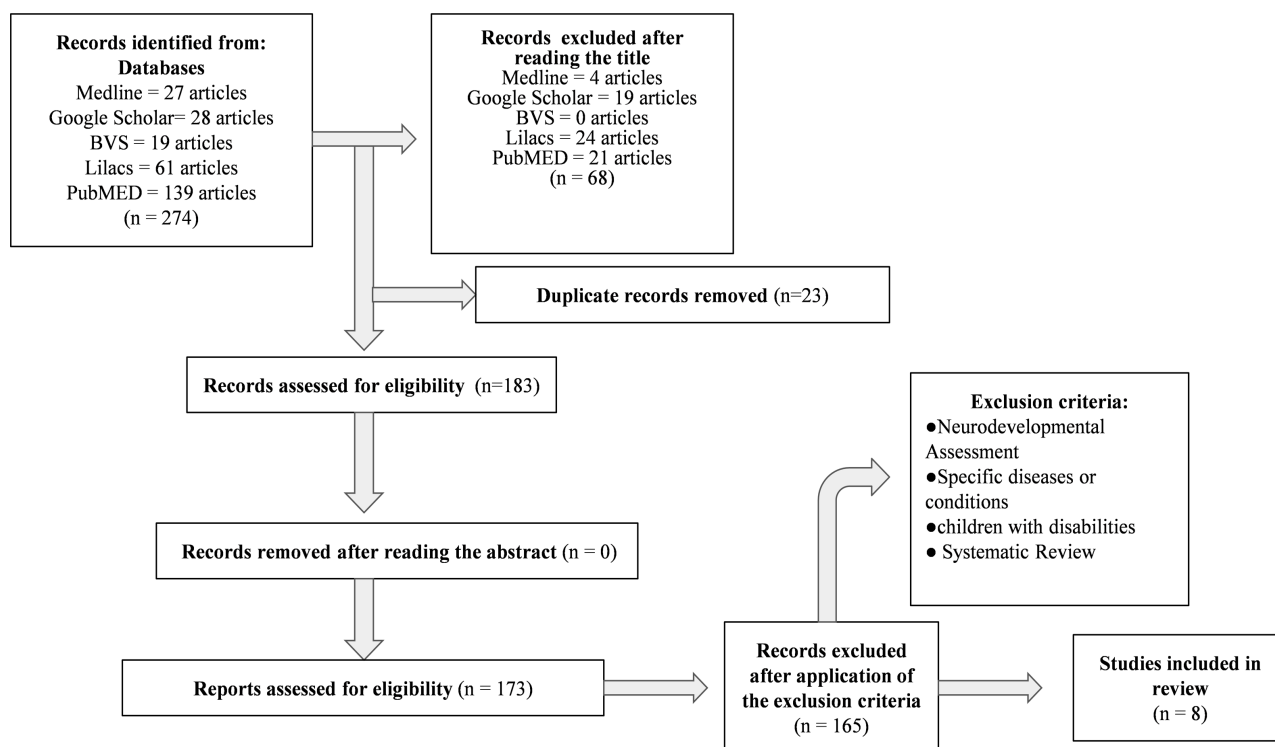 Records identified from:
Databases
Medline = 27 articles
Google Scholar= 28 articles
BVS = 19 articles
Lilacs = 61 articles
PubMED = 139 articles
(n = 274)
Records excluded after
reading the title
Medline = 4 articles
Google Scholar = 19 articles
BVS = 0 articles
Lilacs = 24 articles
PubMED = 21 articles
(n = 68)
Duplicate records removed (n=23)
Records assessed for eligibility (n=183)
Exclusion criteria:
●Neurodevelopmental
Assessment
●Specific diseases or
conditions
●children with disabilities
● Systematic Review
Records removed after reading the abstract (n = 0)
Reports assessed for eligibility (n = 173)
Records excluded
after application of
the exclusion criteria
(n = 165)
Studies included in
review
(n = 8)